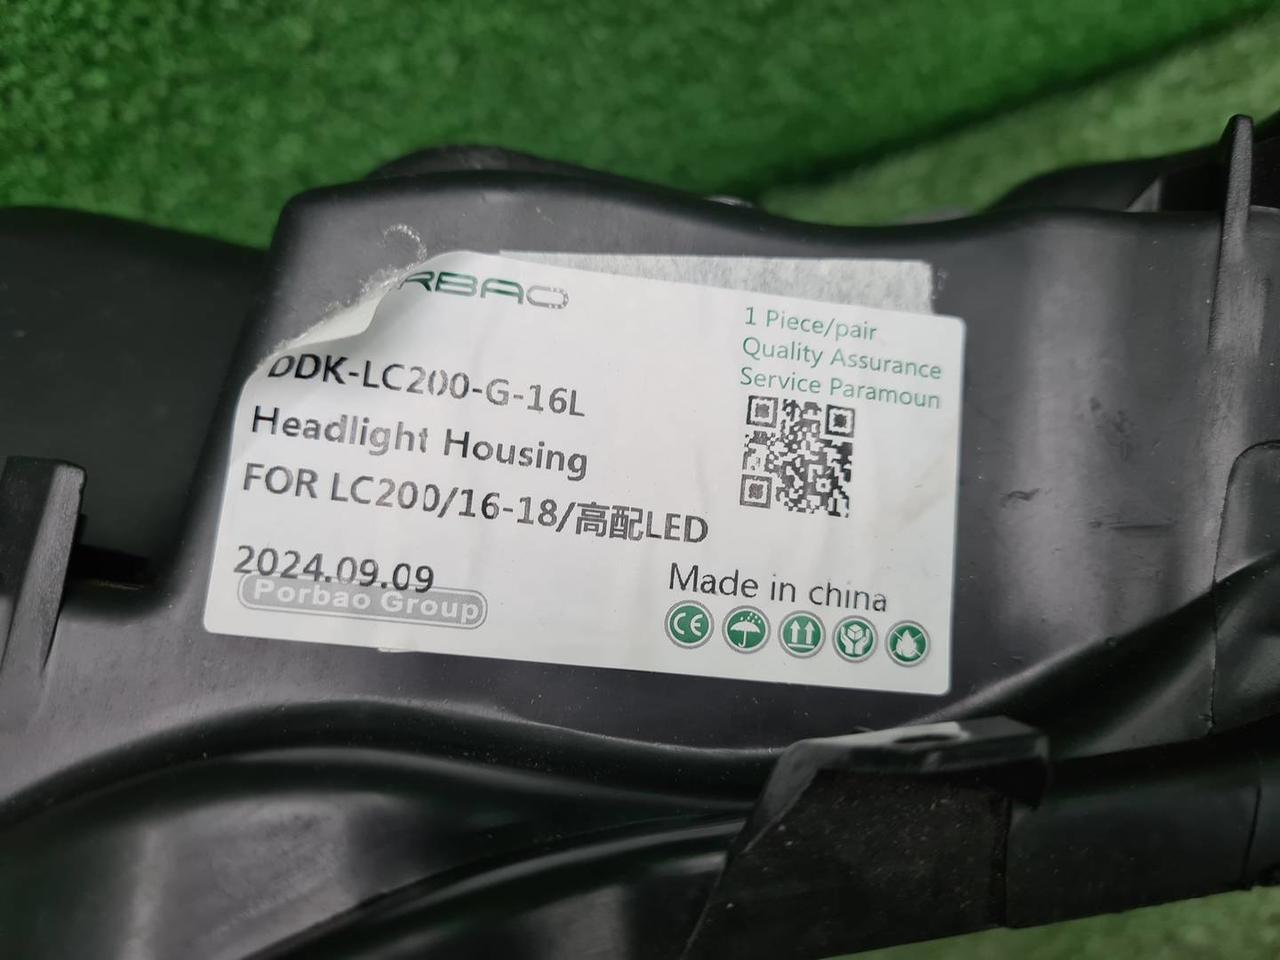 RBAO
1 Piece/pair
Quality Assurance
Service Paramoun
DDK-LC200-G-16L
Headlight Housing
FOR LC200/16-18/高配LED
2024.09.09
Porbao Group
Made in china
CE